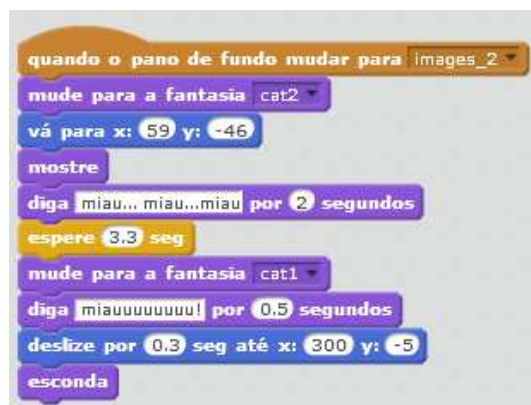 quando o pano de fundo mudar para images_2
mude para a fantasia cat2
vá para x: 59 y: -46
mostre
diga miau... miau...miau por 2 segundos
espere 3.3 seg
mude para a fantasia cat1
diga miauuuuuuuu! por 0.5 segundos
deslize por 0.3 seg até x: 300 y: -5
esconda